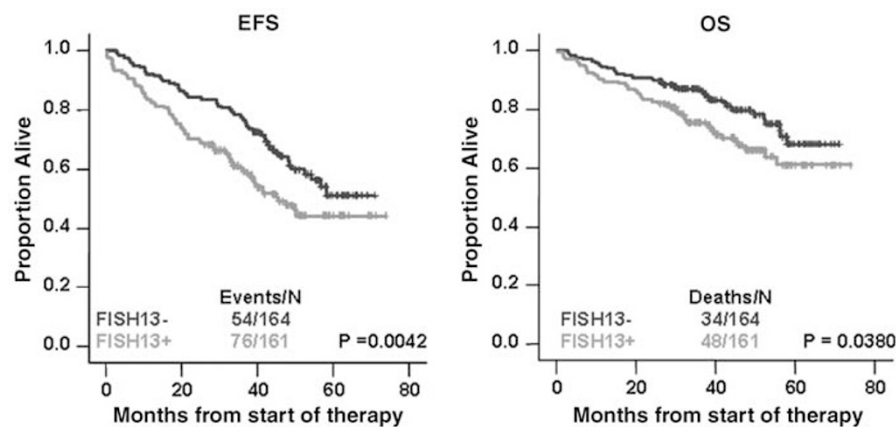 EFS
Proportion Alive
1.0
0.8
0.6
0.4
0.2
0.0
Events/N
FISH13- 54/164
FISH13+ 76/161 P =0.0042
0 20 40 60 80
Months from start of therapy
OS
Proportion Alive
1.0
0.8
0.6
0.4
0.2
0.0
Deaths/N
FISH13- 34/164
FISH13+ 48/161 P = 0.0380
0 20 40 60 80
Months from start of therapy